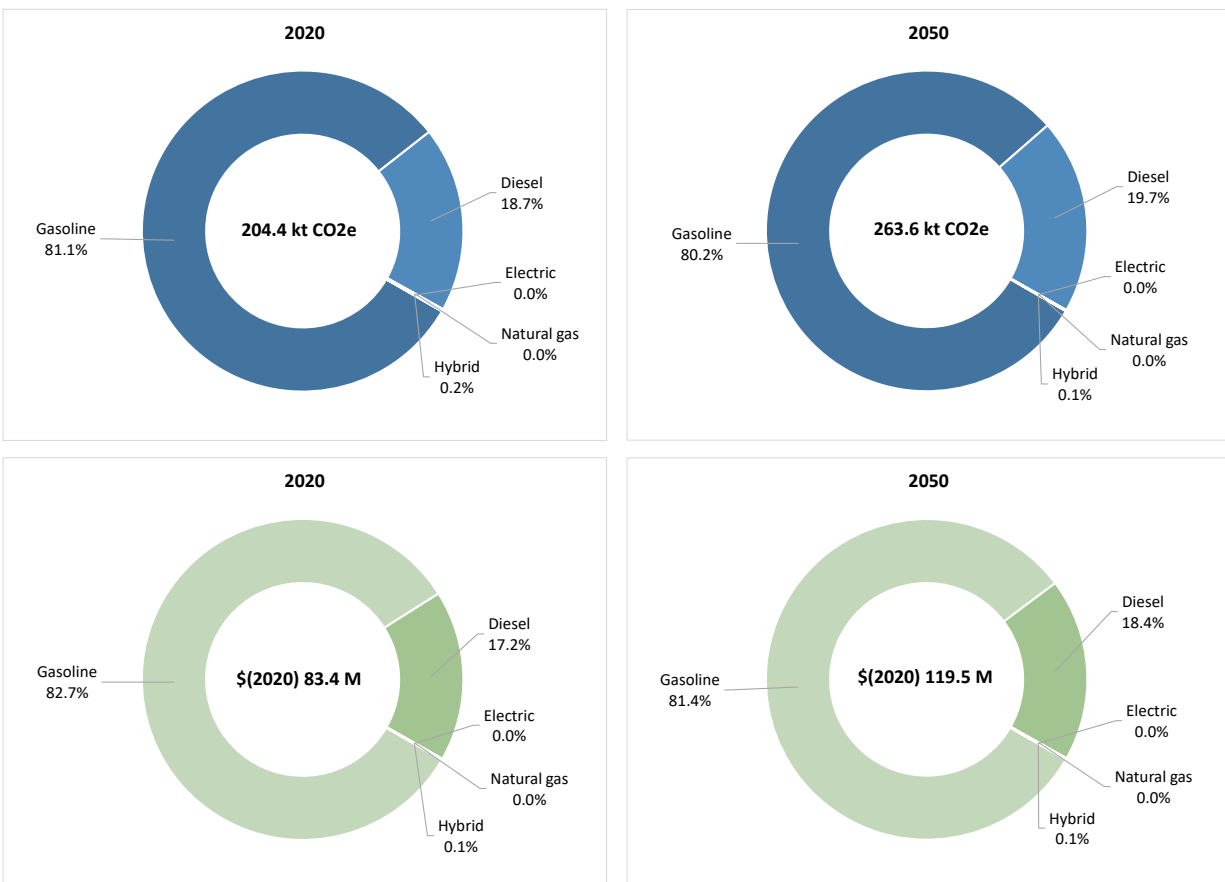 2020
Gasoline
81.1%
204.4 kt CO2e
Diesel
18.7%
Electric
0.0%
Natural gas
0.0%
Hybrid
0.2%
2050
Gasoline
80.2%
263.6 kt CO2e
Diesel
19.7%
Electric
0.0%
Natural gas
0.0%
Hybrid
0.1%
2020
Gasoline
82.7%
$(2020) 83.4 M
Diesel
17.2%
Electric
0.0%
Natural gas
0.0%
Hybrid
0.1%
2050
Gasoline
81.4%
$(2020) 119.5 M
Diesel
18.4%
Electric
0.0%
Natural gas
0.0%
Hybrid
0.1%